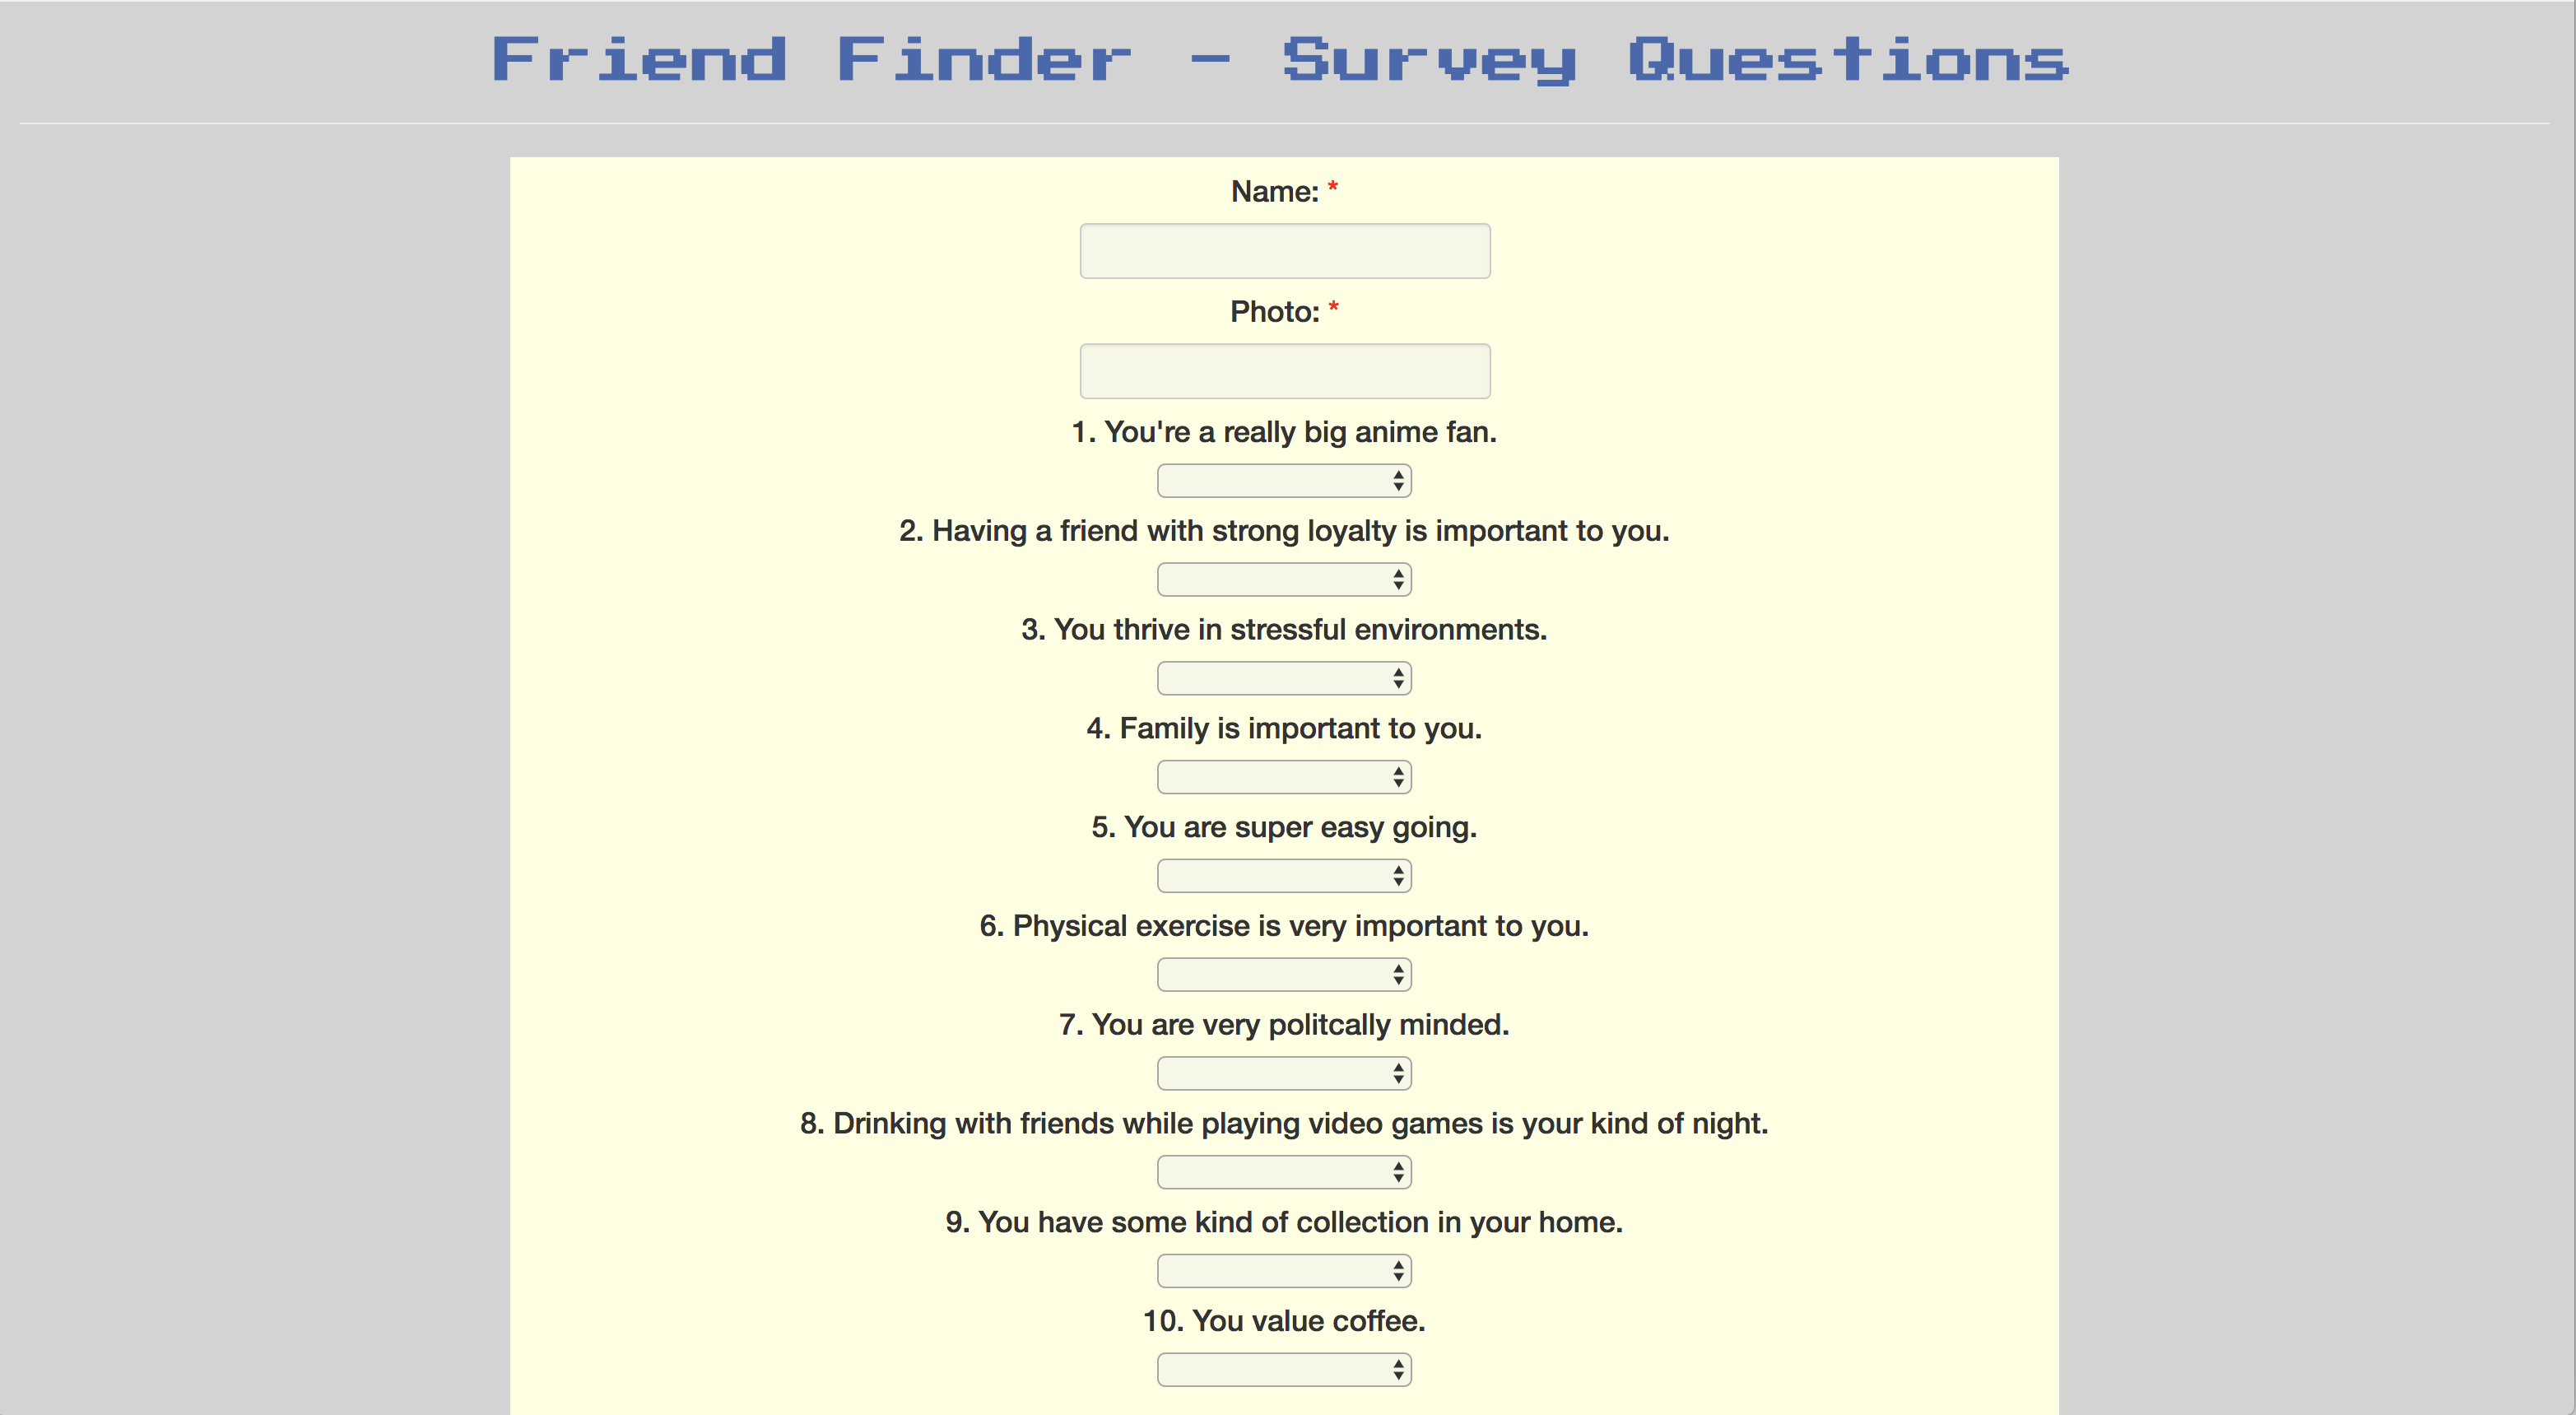 Friend Finder - Survey Questions
Name: *
Photo: *
1. You're a really big anime fan.
2. Having a friend with strong loyalty is important to you.
3. You thrive in stressful environments.
4. Family is important to you.
5. You are super easy going.
6. Physical exercise is very important to you.
7. You are very politcally minded.
8. Drinking with friends while playing video games is your kind of night.
9. You have some kind of collection in your home.
10. You value coffee.